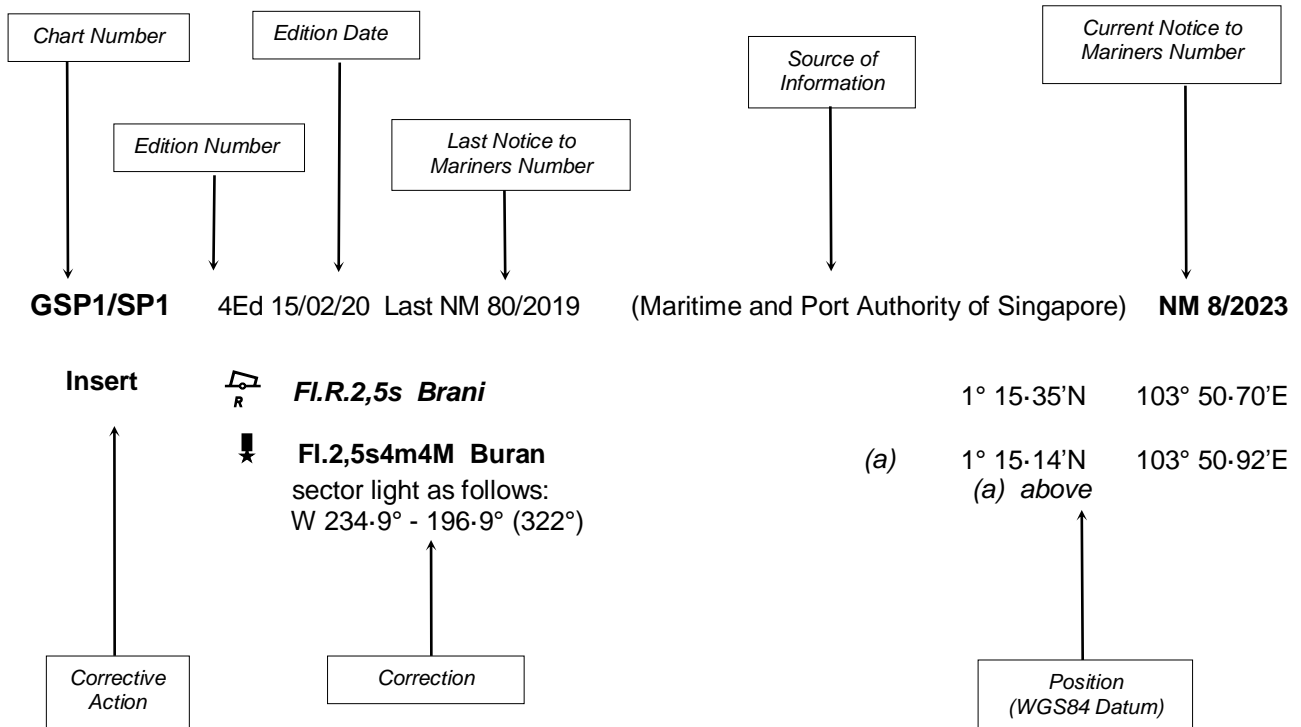 Chart Number
Edition Date
Current Notice to
Mariners Number
Source of
Information
Edition Number
Last Notice to
Mariners Number
GSP1/SP1 4Ed 15/02/20 Last NM 80/2019 (Maritime and Port Authority of Singapore) NM 8/2023
Insert R Fl.R.2,5s Brani 1° 15·35’N 103° 50·70’E
Fl.2,5s4m4M Buran (a) 1° 15·14’N 103° 50·92’E
sector light as follows: (a) above
W 234·9° - 196·9° (322°)
Corrective
Action
Correction
Position
(WGS84 Datum)